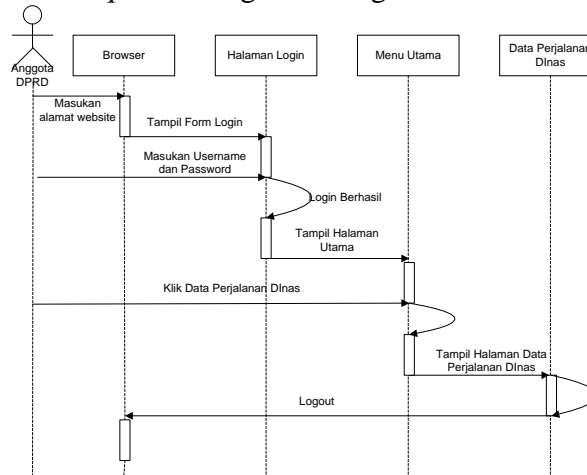 Anggota
DPRD
Browser
Halaman Login
Menu Utama
Data Perjalanan
DInas
Masukan
alamat website
Tampil Form Login
Masukan Username
dan Password
Login Berhasil
Tampil Halaman
Utama
Klik Data Perjalanan DInas
Tampil Halaman Data
Perjalanan DInas
Logout